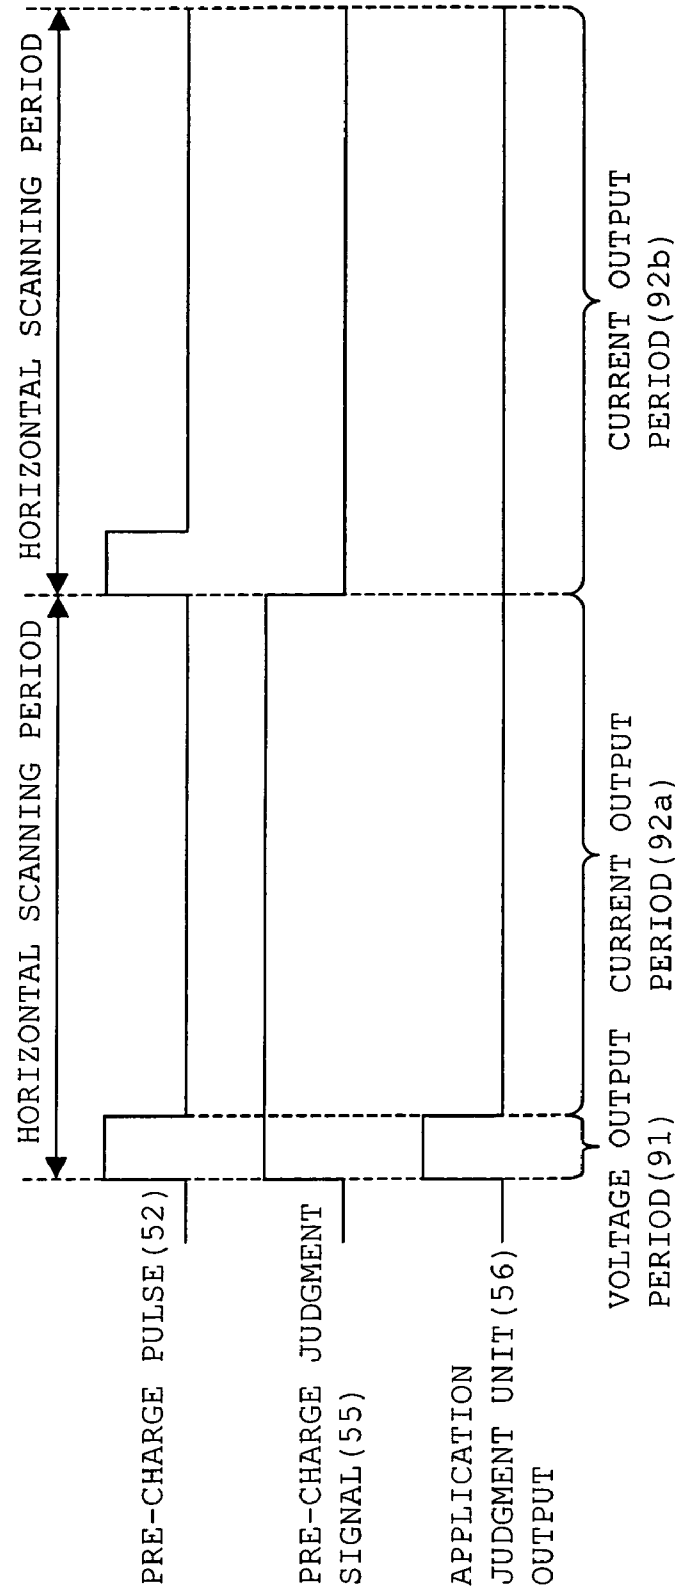 HORIZONTAL SCANNING PERIOD
HORIZONTAL SCANNING PERIOD
PRE-CHARGE PULSE(52)
PRE-CHARGE JUDGMENT
SIGNAL(55)
APPLICATION
JUDGMENT UNIT(56)
OUTPUT
VOLTAGE OUTPUT
PERIOD(91)
CURRENT OUTPUT
PERIOD(92a)
CURRENT OUTPUT
PERIOD(92b)